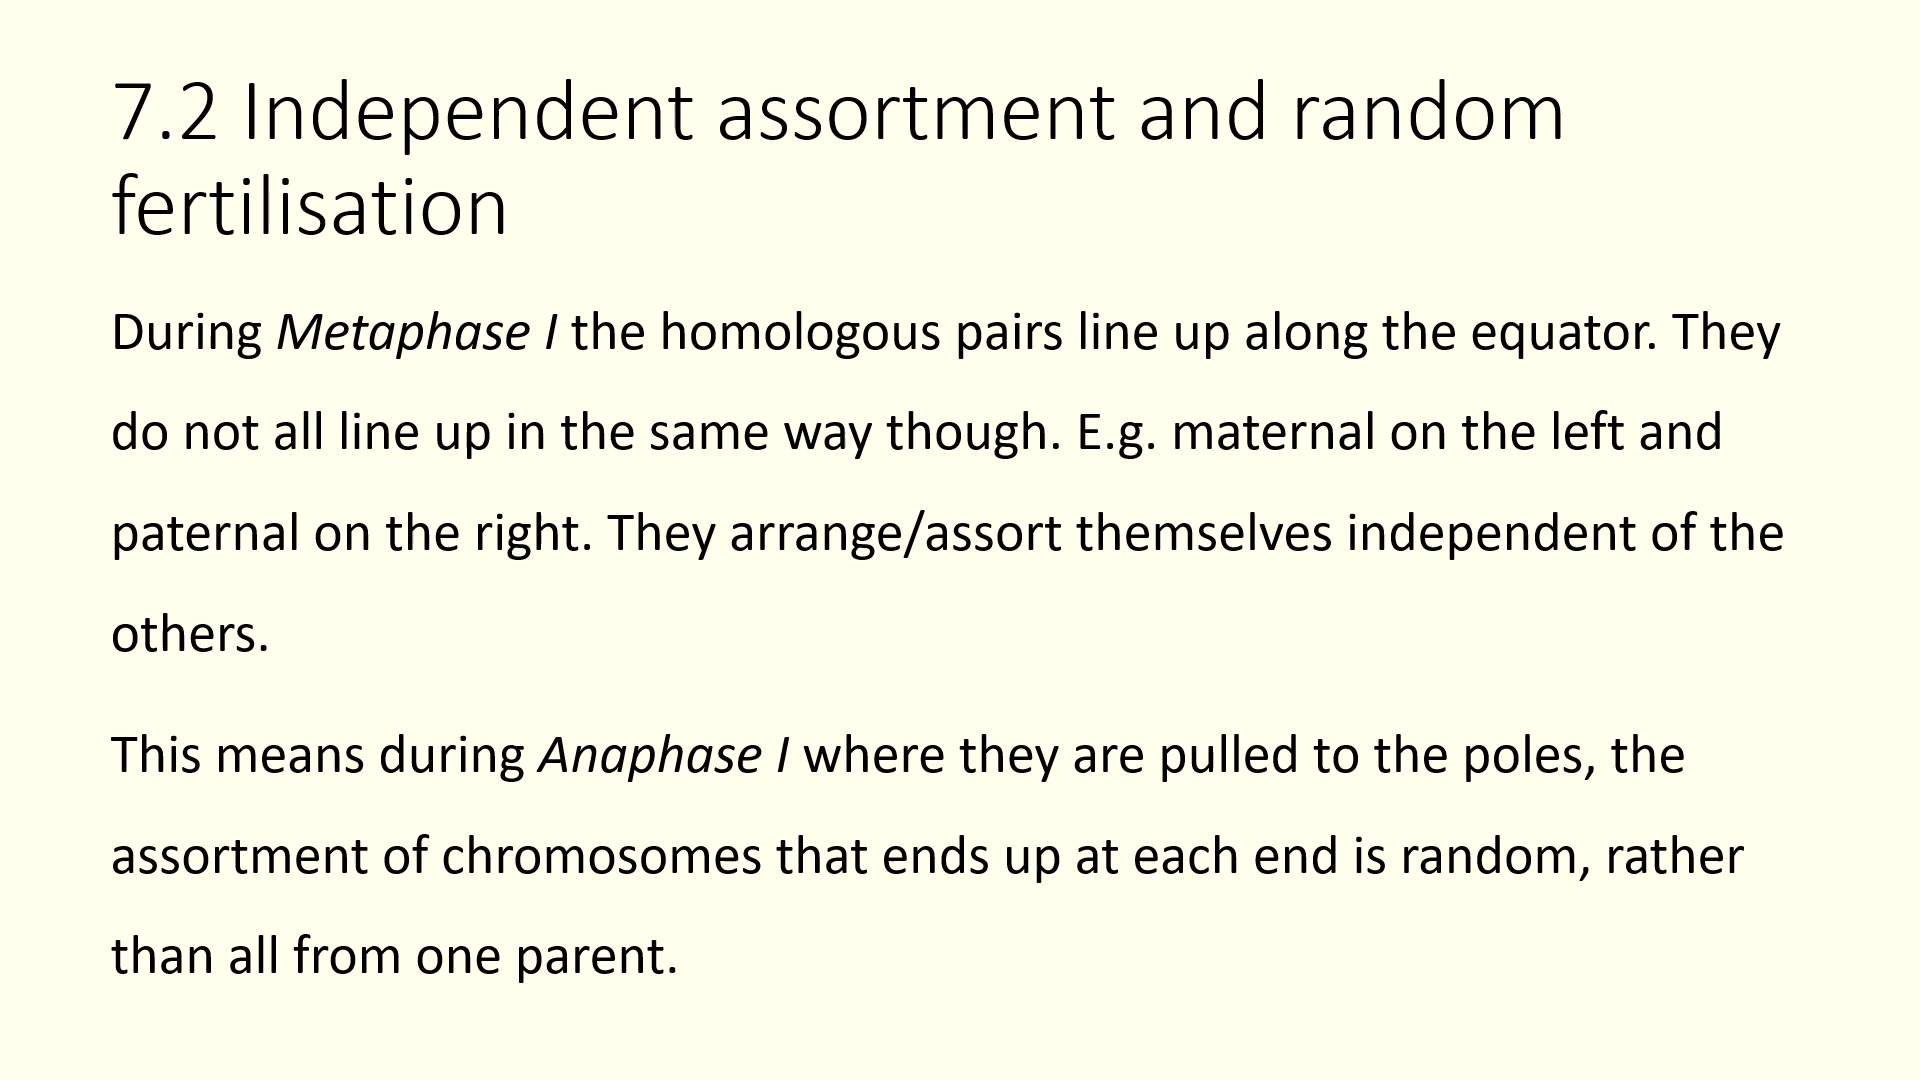 7.2 Independent assortment and random
fertilisation
During Metaphase I the homologous pairs line up along the equator. They
do not all line up in the same way though. E.g. maternal on the left and
paternal on the right. They arrange/assort themselves independent of the
others.
This means during Anaphase I where they are pulled to the poles, the
assortment of chromosomes that ends up at each end is random, rather
than all from one parent.